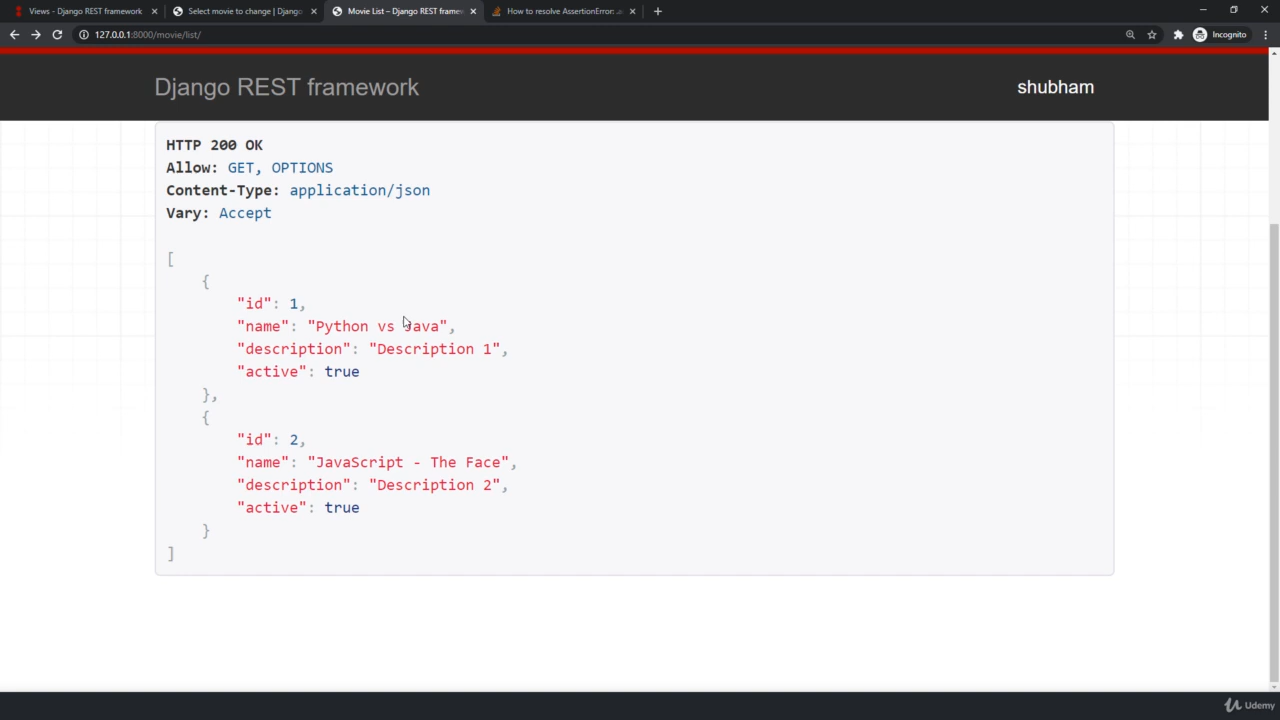 Views - Django REST framework
Select movie to change | Django
Movie List – Django REST framew
How to resolve AssertionError: .a
127.0.0.1:8000/movie/list/
Incognito
Django REST framework
shubham
HTTP 200 OK
Allow: GET, OPTIONS
Content-Type: application/json
Vary: Accept
[
{
"id": 1,
"name": "Python vs Java",
"description": "Description 1",
"active": true
},
{
"id": 2,
"name": "JavaScript - The Face",
"description": "Description 2",
"active": true
}
]
Udemy